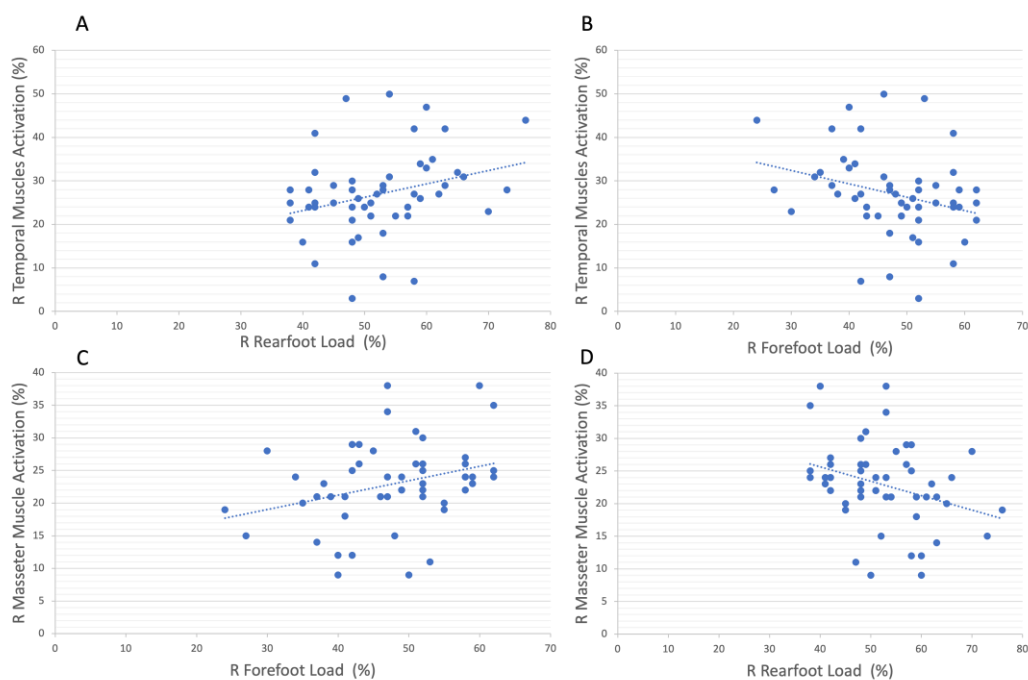 A
R Temporal Muscles Activation (%)
60
50
40
30
20
10
0
0 10 20 30 40 50 60 70 80
R Rearfoot Load (%)
B
R Temporal Muscles Activation (%)
60
50
40
30
20
10
0
0 10 20 30 40 50 60 70
R Forefoot Load (%)
C
R Masseter Muscle Activation (%)
40
35
30
25
20
15
10
5
0
0 10 20 30 40 50 60 70
R Forefoot Load (%)
D
R Masseter Muscle Activation (%)
40
35
30
25
20
15
10
5
0
0 10 20 30 40 50 60 70 80
R Rearfoot Load (%)